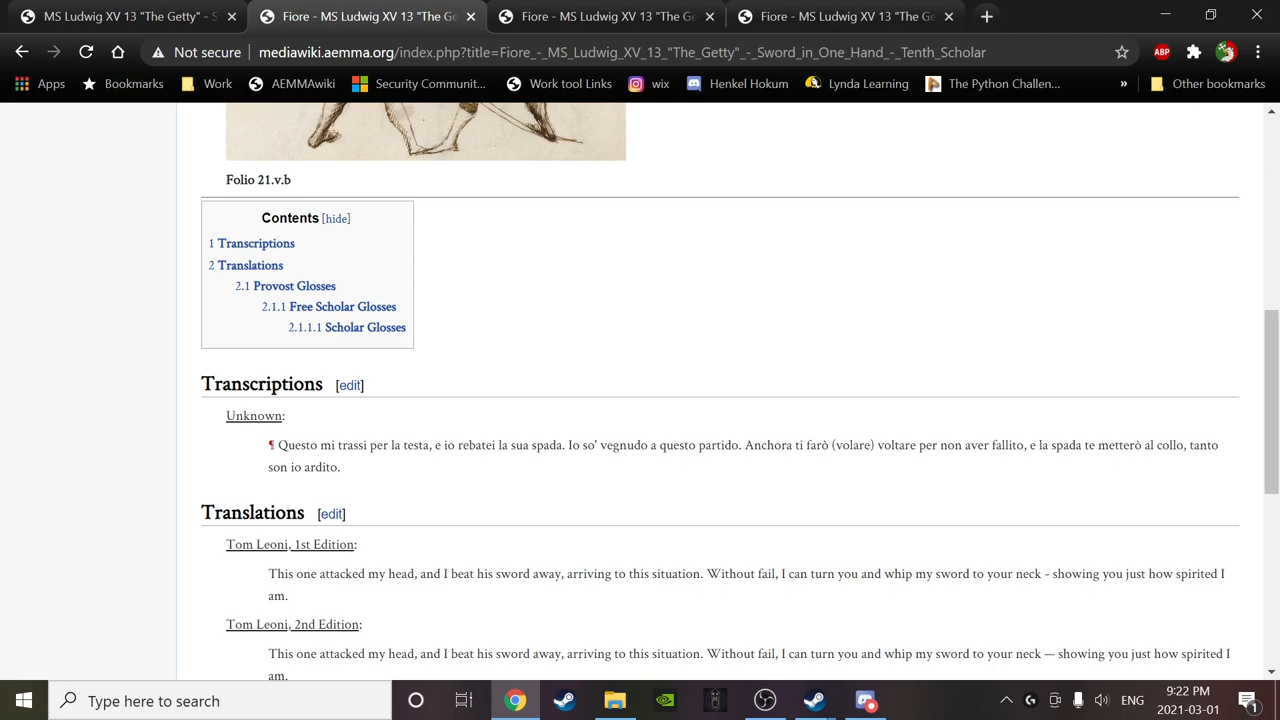 MS Ludwig XV 13 "The Getty" - S
Fiore - MS Ludwig XV 13 "The Ge
Fiore - MS Ludwig XV 13 "The Ge
Fiore - MS Ludwig XV 13 "The Ge
Not secure mediawiki.aemma.org/index.php?title=Fiore_-_MS_Ludwig_XV_13_"The_Getty"_-_Sword_in_One_Hand_-_Tenth_Scholar
ABP
Apps Bookmarks Work AEMMAwiki Security Communit... Work tool Links wix Henkel Hokum Lynda Learning The Python Challen... » Other bookmarks
Folio 21.v.b
Contents [hide]
1 Transcriptions
2 Translations
2.1 Provost Glosses
2.1.1 Free Scholar Glosses
2.1.1.1 Scholar Glosses
Transcriptions [edit]
Unknown:
¶ Questo mi trassi per la testa, e io rebatei la sua spada. Io so' vegnudo a questo partido. Anchora ti farò (volare) voltare per non aver fallito, e la spada te metterò al collo, tanto
son io ardito.
Translations [edit]
Tom Leoni, 1st Edition:
This one attacked my head, and I beat his sword away, arriving to this situation. Without fail, I can turn you and whip my sword to your neck - showing you just how spirited I
am.
Tom Leoni, 2nd Edition:
This one attacked my head, and I beat his sword away, arriving to this situation. Without fail, I can turn you and whip my sword to your neck — showing you just how spirited I
am.
Type here to search
ENG
9:22 PM
2021-03-01
1